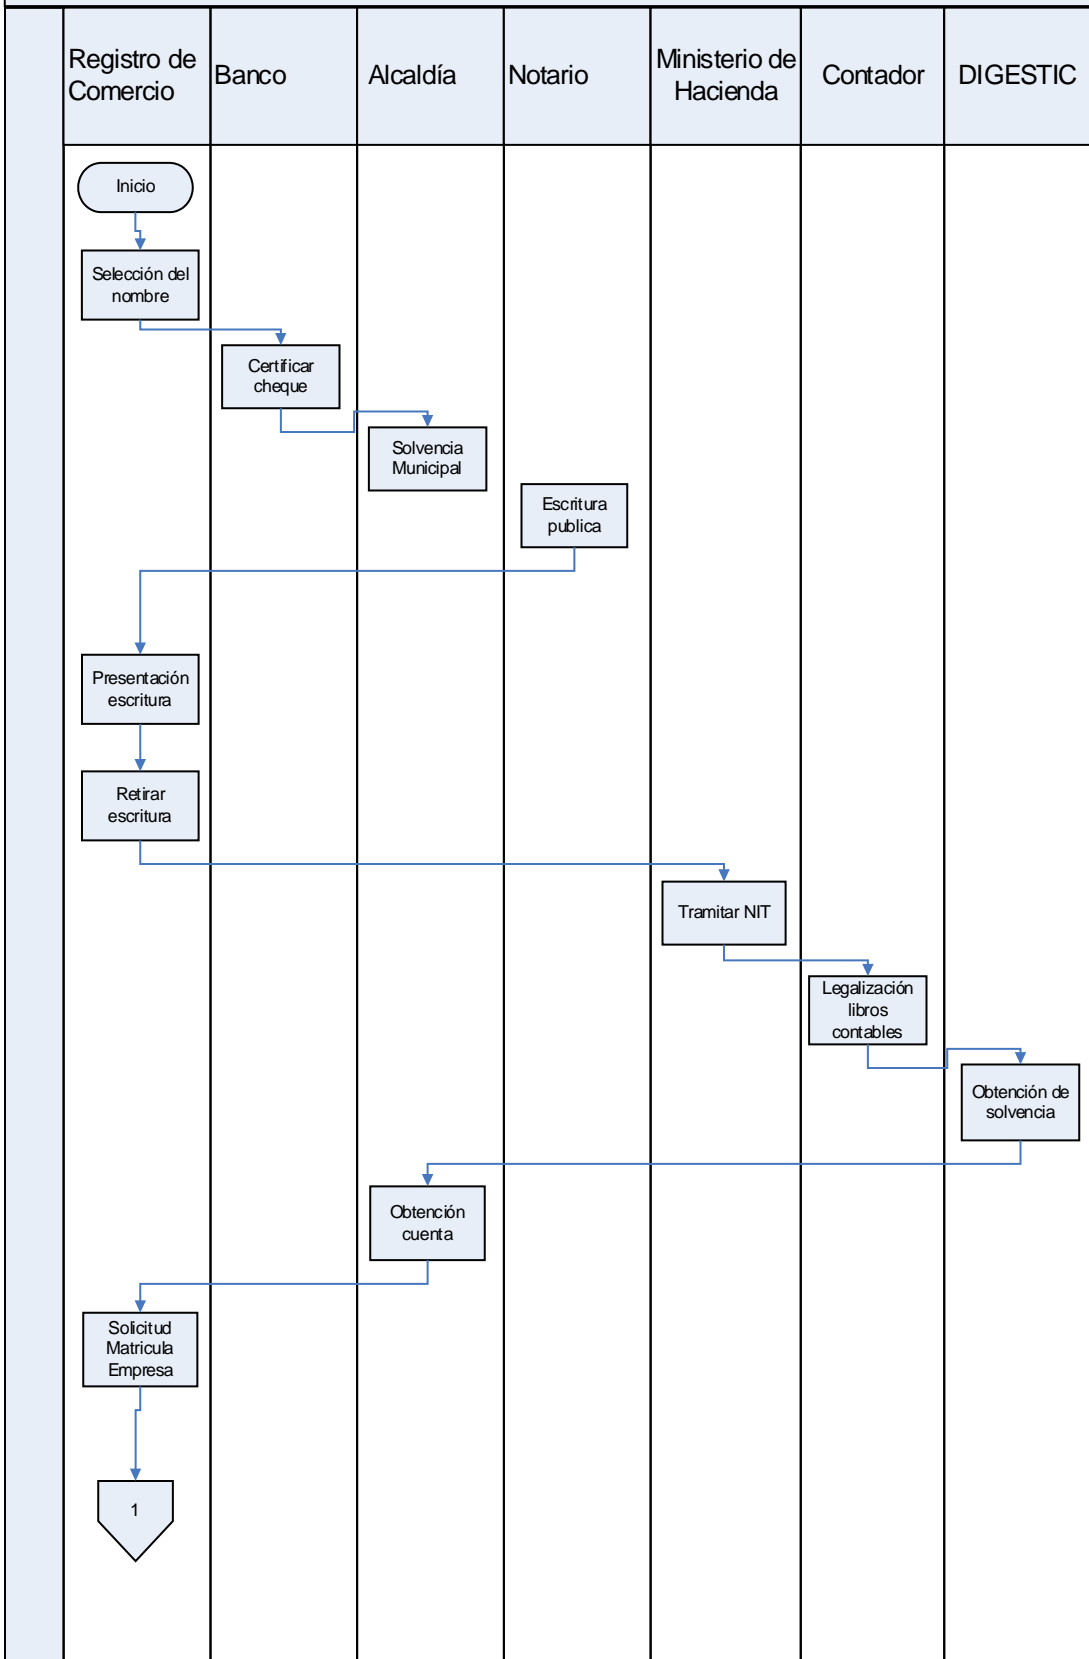 Registro de
Comercio
Banco
Alcaldía
Notario
Ministerio de
Hacienda
Contador
DIGESTIC
Inicio
Selección del
nombre
Certificar
cheque
Solvencia
Municipal
Escritura
publica
Presentación
escritura
Retirar
escritura
Tramitar NIT
Legalización
libros
contables
Obtención de
solvencia
Obtención
cuenta
Solicitud
Matricula
Empresa
1